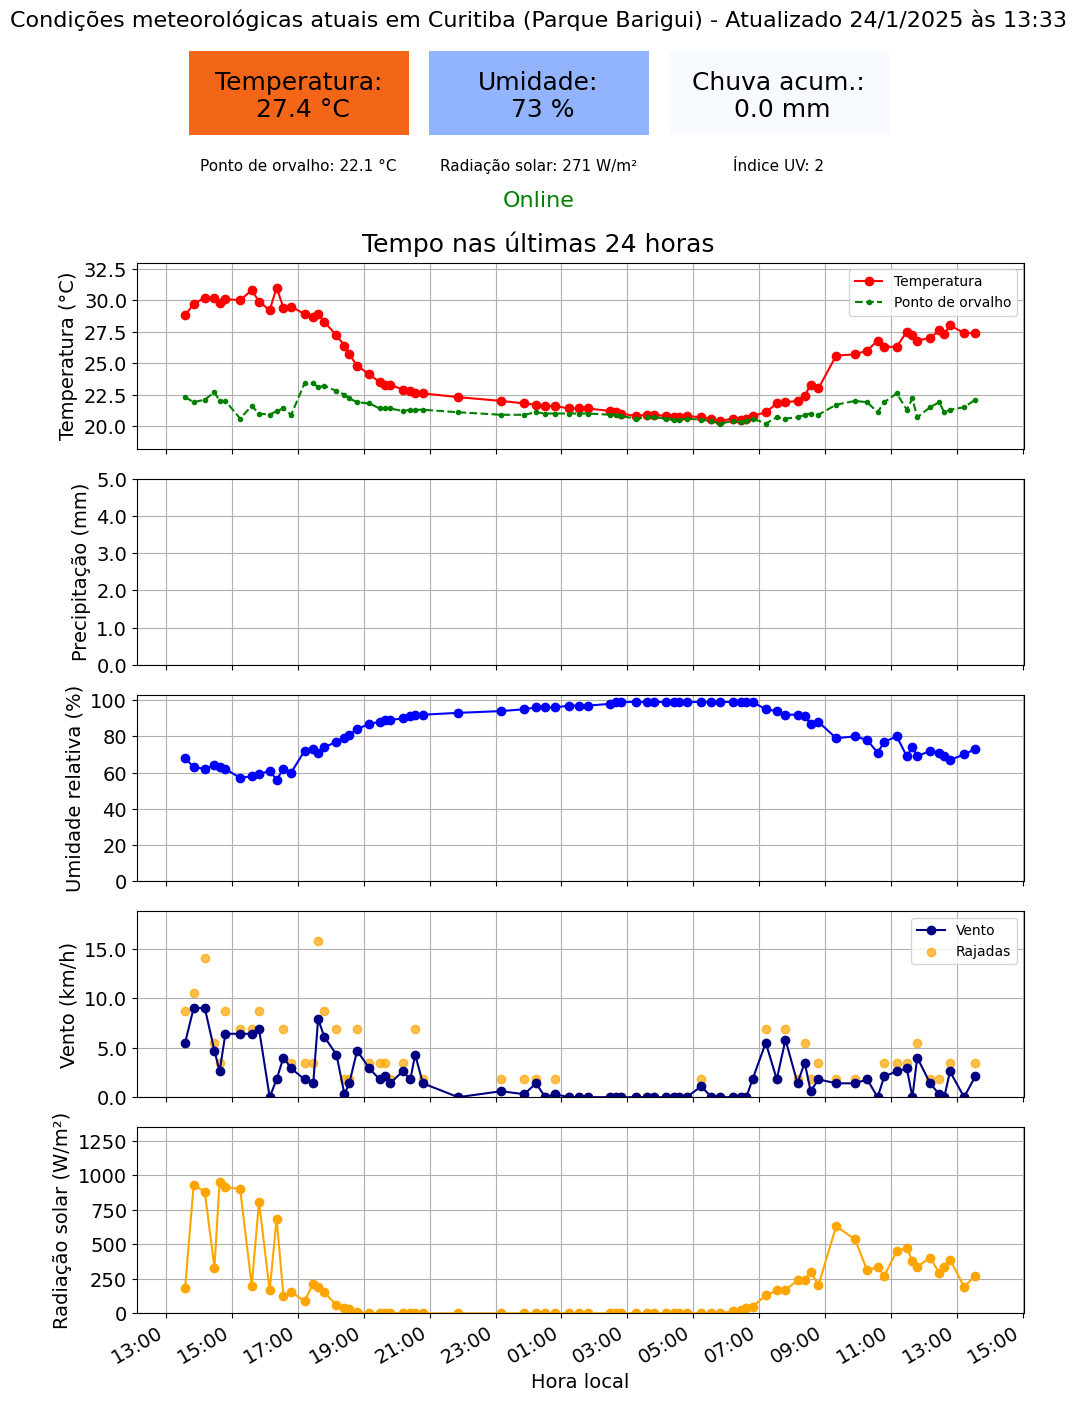 Condições meteorológicas atuais em Curitiba (Parque Barigui) - Atualizado 24/1/2025 às 13:33
Temperatura:
27.4 °C
Umidade:
73 %
Chuva acum.:
0.0 mm
Ponto de orvalho: 22.1 °C
Radiação solar: 271 W/m²
Índice UV: 2
Online
Tempo nas últimas 24 horas
Temperatura (°C)
32.5
30.0
27.5
25.0
22.5
20.0
Temperatura
Ponto de orvalho
Precipitação (mm)
5.0
4.0
3.0
2.0
1.0
0.0
Umidade relativa (%)
100
80
60
40
20
0
Vento (km/h)
15.0
10.0
5.0
0.0
Vento
Rajadas
Radiação solar (W/m²)
1250
1000
750
500
250
0
13:00
15:00
17:00
19:00
21:00
23:00
01:00
03:00
05:00
07:00
09:00
11:00
13:00
15:00
Hora local